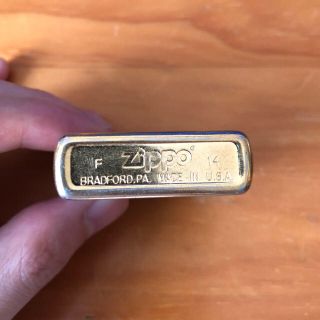 F Zippo 14
BRADFORD, PA. MADE IN U.S.A.